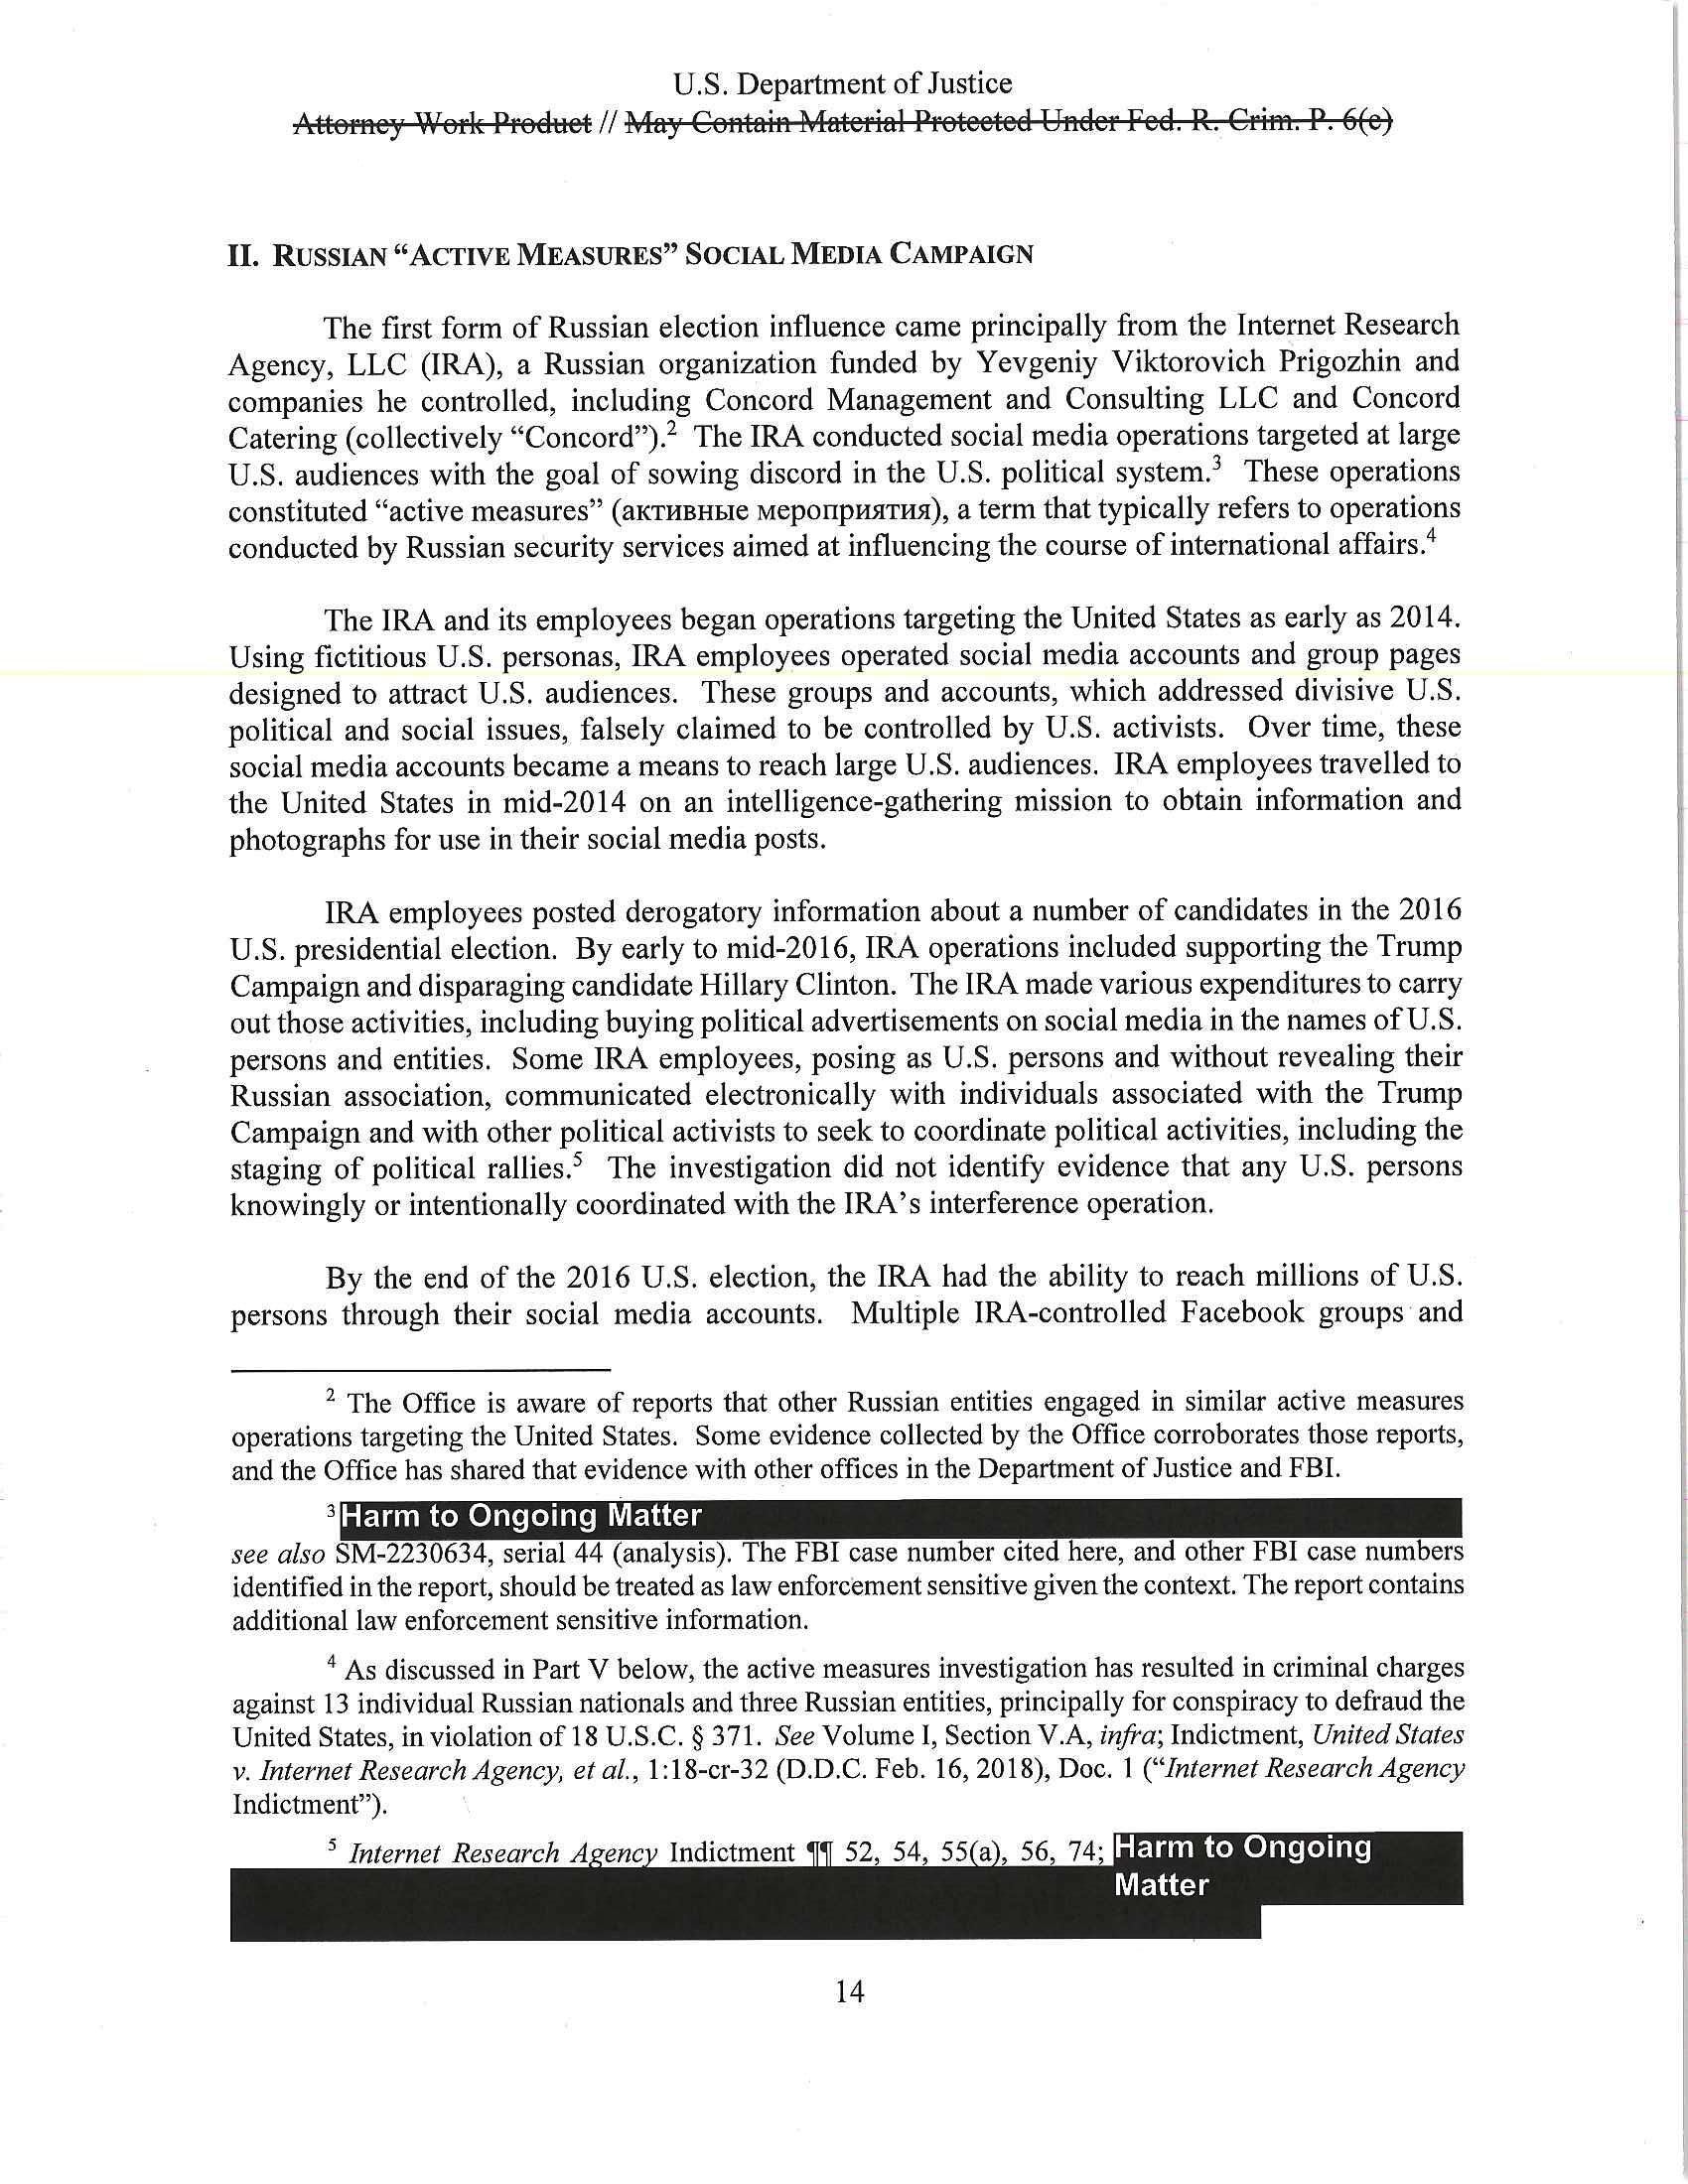 U.S. Department of Justice
Attorney Work Product // May Contain Material Protected Under Fed. R. Crim. P. 6(e)
II. RUSSIAN “ACTIVE MEASURES” SOCIAL MEDIA CAMPAIGN
The first form of Russian election influence came principally from the Internet Research
Agency, LLC (IRA), a Russian organization funded by Yevgeniy Viktorovich Prigozhin and
companies he controlled, including Concord Management and Consulting LLC and Concord
Catering (collectively “Concord”).2 The IRA conducted social media operations targeted at large
U.S. audiences with the goal of sowing discord in the U.S. political system.3 These operations
constituted “active measures” (активные мероприятия), a term that typically refers to operations
conducted by Russian security services aimed at influencing the course of international affairs.4
The IRA and its employees began operations targeting the United States as early as 2014.
Using fictitious U.S. personas, IRA employees operated social media accounts and group pages
designed to attract U.S. audiences. These groups and accounts, which addressed divisive U.S.
political and social issues, falsely claimed to be controlled by U.S. activists. Over time, these
social media accounts became a means to reach large U.S. audiences. IRA employees travelled to
the United States in mid-2014 on an intelligence-gathering mission to obtain information and
photographs for use in their social media posts.
IRA employees posted derogatory information about a number of candidates in the 2016
U.S. presidential election. By early to mid-2016, IRA operations included supporting the Trump
Campaign and disparaging candidate Hillary Clinton. The IRA made various expenditures to carry
out those activities, including buying political advertisements on social media in the names of U.S.
persons and entities. Some IRA employees, posing as U.S. persons and without revealing their
Russian association, communicated electronically with individuals associated with the Trump
Campaign and with other political activists to seek to coordinate political activities, including the
staging of political rallies.5 The investigation did not identify evidence that any U.S. persons
knowingly or intentionally coordinated with the IRA’s interference operation.
By the end of the 2016 U.S. election, the IRA had the ability to reach millions of U.S.
persons through their social media accounts. Multiple IRA-controlled Facebook groups and
2 The Office is aware of reports that other Russian entities engaged in similar active measures
operations targeting the United States. Some evidence collected by the Office corroborates those reports,
and the Office has shared that evidence with other offices in the Department of Justice and FBI.
3 Harm to Ongoing Matter
see also SM-2230634, serial 44 (analysis). The FBI case number cited here, and other FBI case numbers
identified in the report, should be treated as law enforcement sensitive given the context. The report contains
additional law enforcement sensitive information.
4 As discussed in Part V below, the active measures investigation has resulted in criminal charges
against 13 individual Russian nationals and three Russian entities, principally for conspiracy to defraud the
United States, in violation of 18 U.S.C. § 371. See Volume I, Section V.A, infra; Indictment, United States
v. Internet Research Agency, et al., 1:18-cr-32 (D.D.C. Feb. 16, 2018), Doc. 1 (“Internet Research Agency
Indictment”).
5 Internet Research Agency Indictment ¶¶ 52, 54, 55(a), 56, 74; Harm to Ongoing
Matter
14